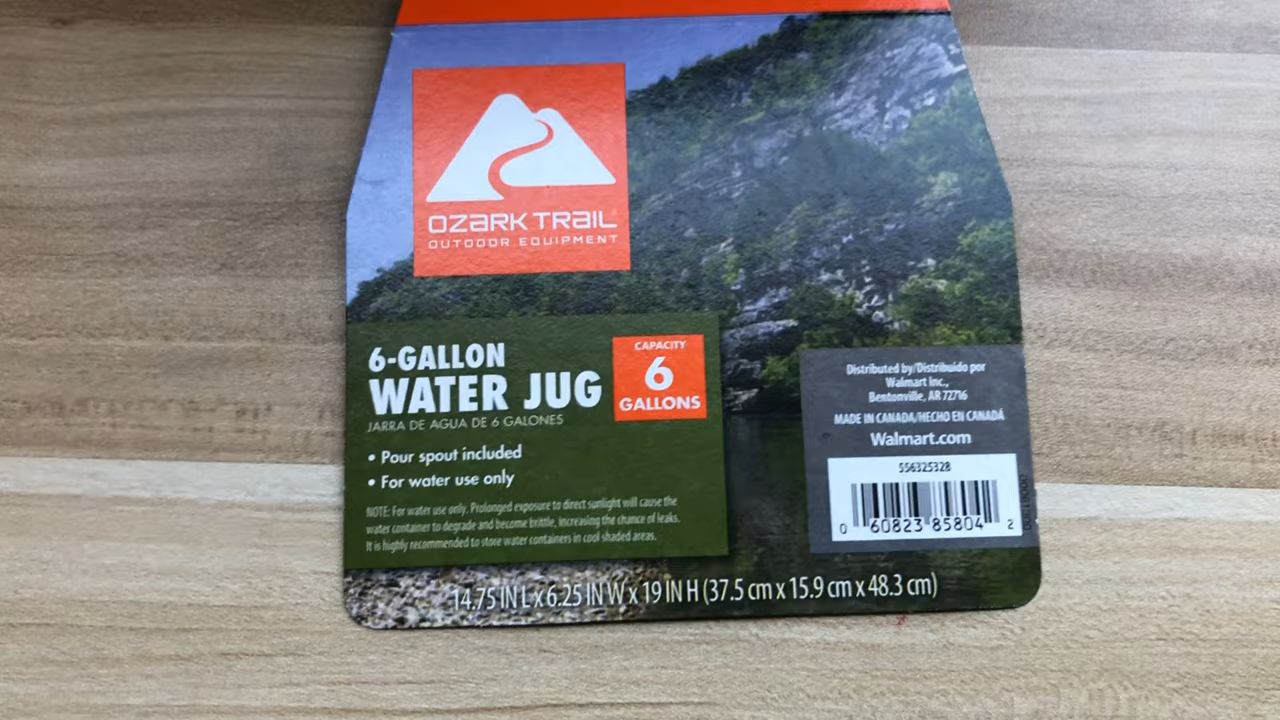 OZARK TRAIL
OUTDOOR EQUIPMENT
6-GALLON
WATER JUG
JARRA DE AGUA DE 6 GALONES
CAPACITY
6
GALLONS
• Pour spout included
• For water use only
NOTE: For water use only. Prolonged exposure to direct sunlight will cause the
water container to degrade and become brittle, increasing the chance of leaks.
It is highly recommended to store water containers in cool shaded areas.
Distributed by/Distribuido por
Walmart Inc.,
Bentonville, AR 72716
MADE IN CANADA/HECHO EN CANADÁ
Walmart.com
556325328
0 60823 85804 2
14.75 IN L x 6.25 IN W x 19 IN H (37.5 cm x 15.9 cm x 48.3 cm)